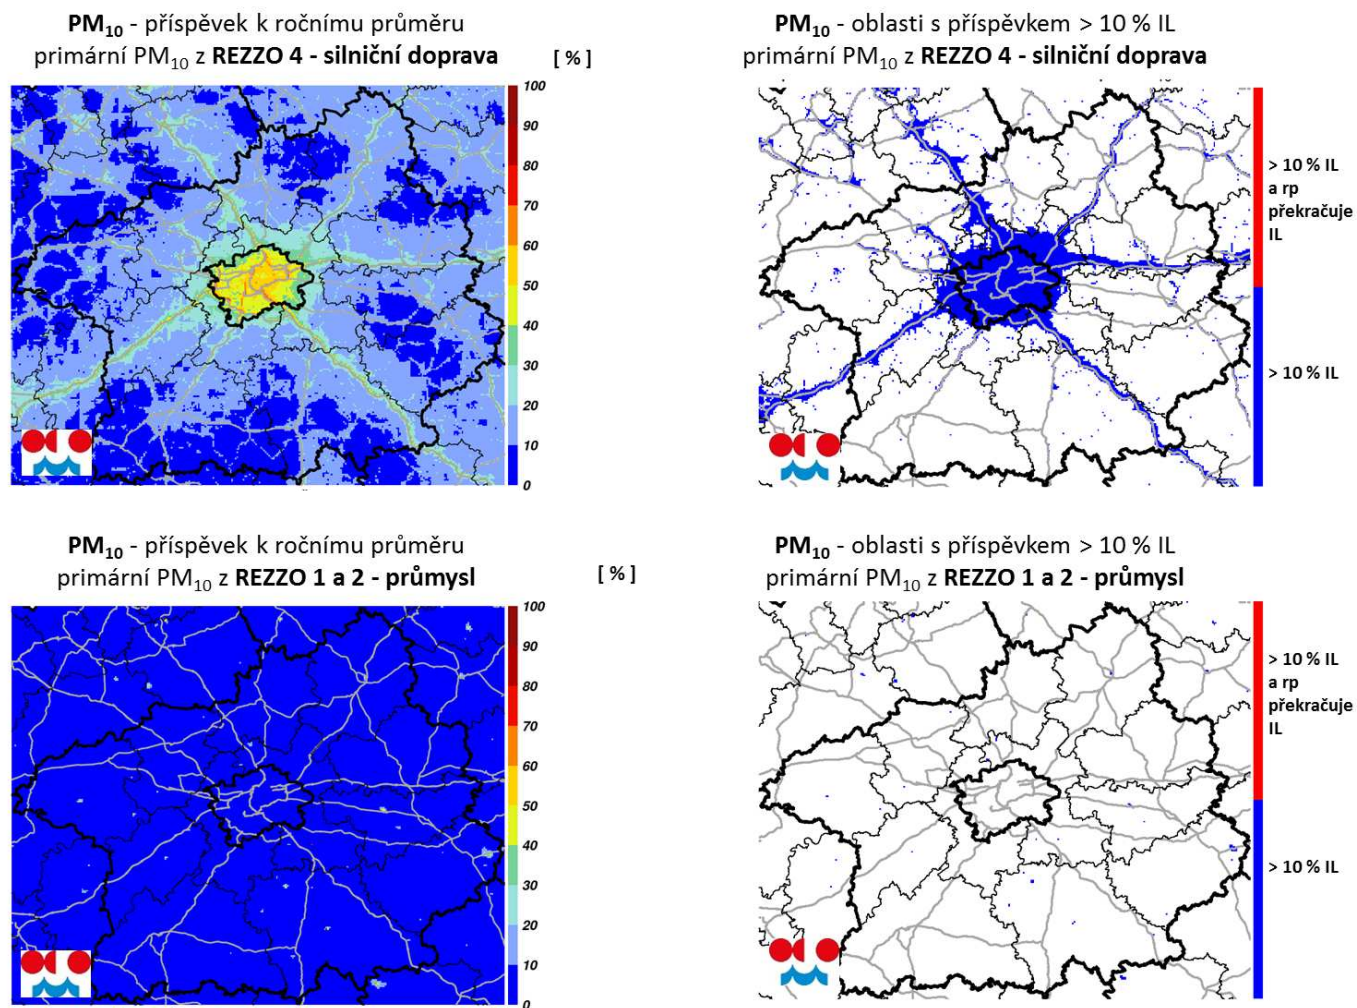 PM₁₀ - příspěvek k ročnímu průměru
primární PM₁₀ z REZZO 4 - silniční doprava
[ % ]
100
90
80
70
60
50
40
30
20
10
0
PM₁₀ - oblasti s příspěvkem > 10 % IL
primární PM₁₀ z REZZO 4 - silniční doprava
> 10 % IL
a rp
překračuje
IL
> 10 % IL
PM₁₀ - příspěvek k ročnímu průměru
primární PM₁₀ z REZZO 1 a 2 - průmysl
[ % ]
100
90
80
70
60
50
40
30
20
10
0
PM₁₀ - oblasti s příspěvkem > 10 % IL
primární PM₁₀ z REZZO 1 a 2 - průmysl
> 10 % IL
a rp
překračuje
IL
> 10 % IL